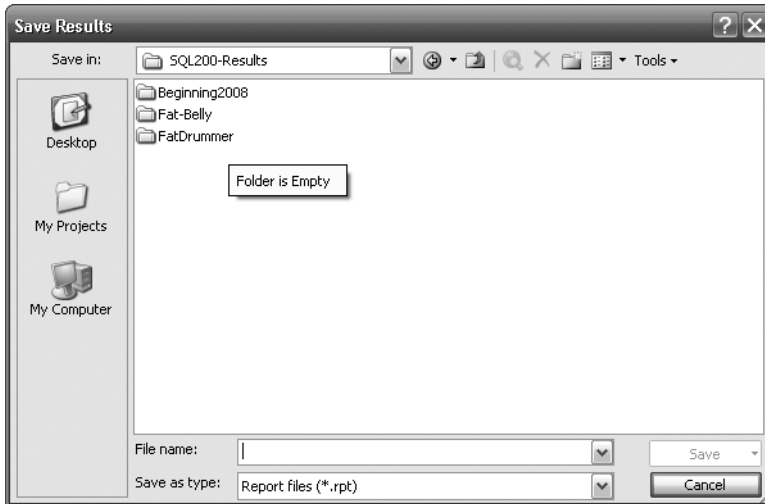 Save Results
Save in:
SQL200-Results
Tools
Beginning2008
Fat-Belly
FatDrummer
Folder is Empty
Desktop
My Projects
My Computer
File name:
Save
Save as type:
Report files (*.rpt)
Cancel